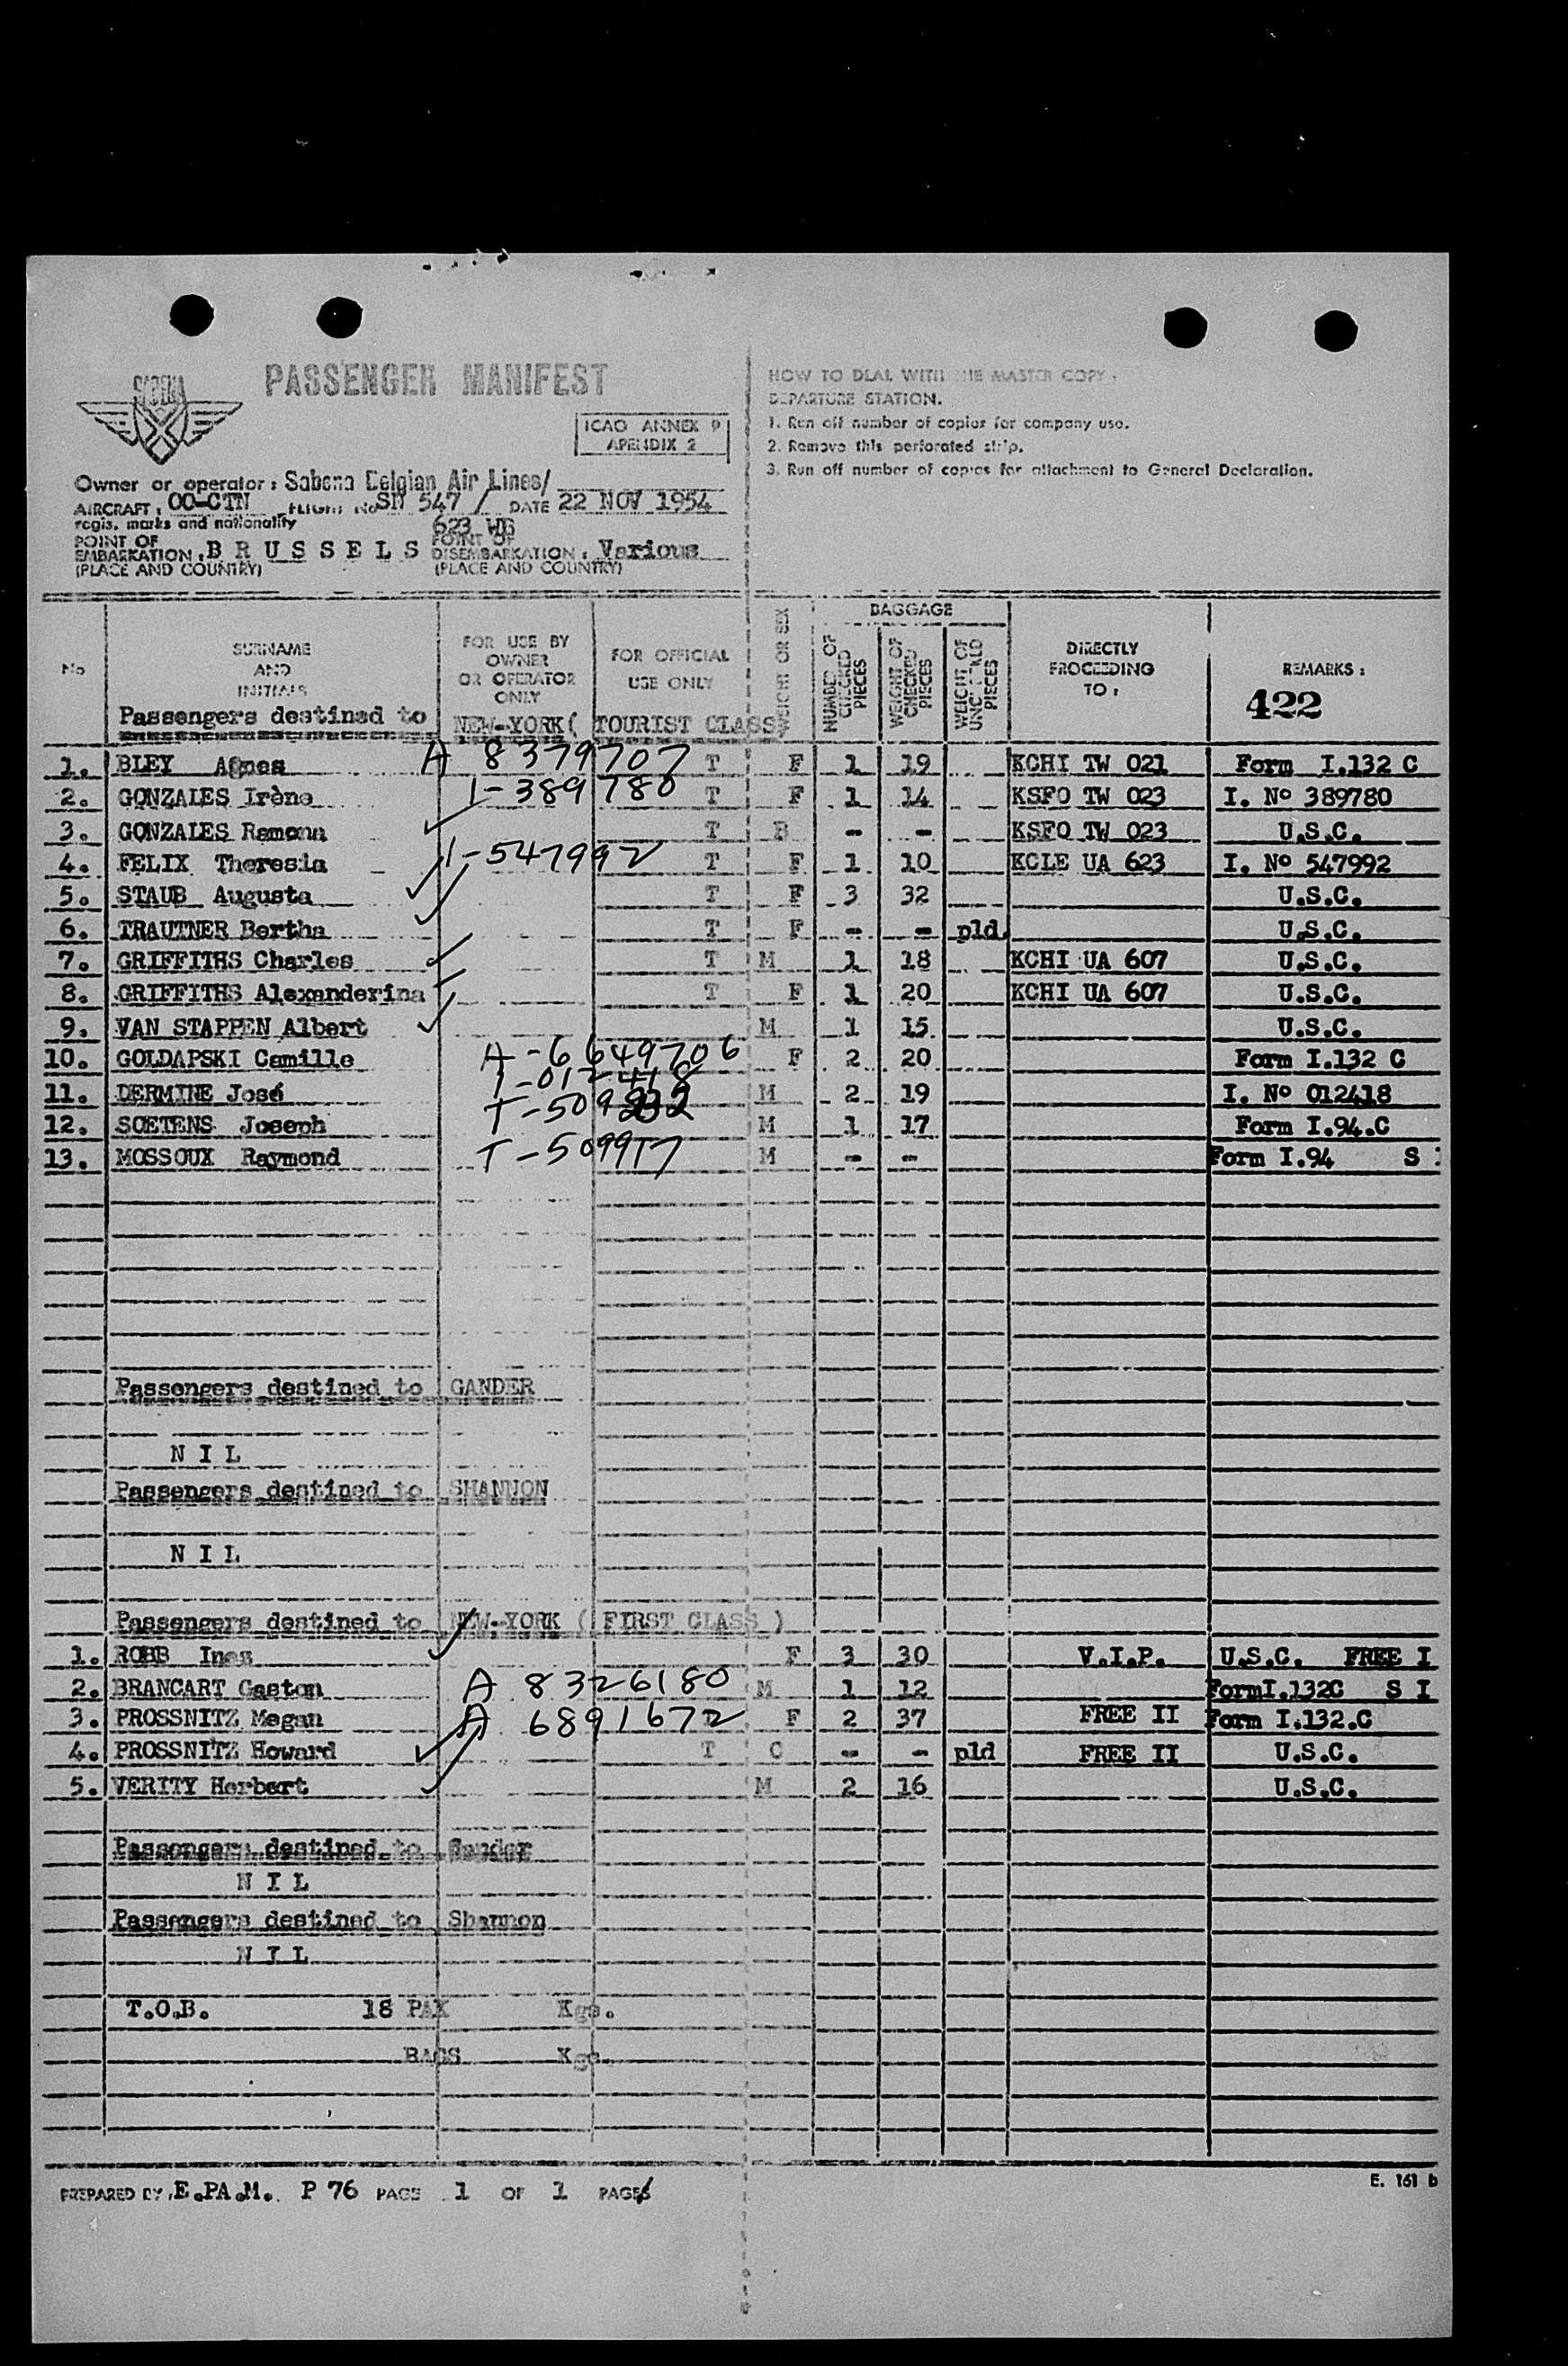 SABENA
PASSENGER MANIFEST
ICAO ANNEX 9
APENDIX 2
HOW TO DEAL WITH THE MASTER COPY :
DEPARTURE STATION.
1. Run off number of copies for company use.
2. Remove this perforated strip.
3. Run off number of copies for attachment to General Declaration.
Owner or operator : Sabena Belgian Air Lines/
AIRCRAFT : OO-CTN FLIGHT No SN 547 / DATE 22 NOV 1954
regis. marks and nationality 623 WB
POINT OF EMBARKATION : B R U S S E L S POINT OF DISEMBARKATION : Various
(PLACE AND COUNTRY) (PLACE AND COUNTRY)
No SURNAME AND INITIALS FOR USE BY OWNER OR OPERATOR ONLY FOR OFFICIAL USE ONLY WEIGHT OR SEX BAGGAGE NUMBER OF CHECKED PIECES WEIGHT OF CHECKED PIECES WEIGHT OF UNCHECKED PIECES DIRECTLY PROCEEDING TO : REMARKS :
422
Passengers destined to NEW-YORK ( TOURIST CLASS
1. BLEY Agnes A 8379707 T F 1 19 KCHI TW 021 Form I.132 C
2. GONZALES Irène 1-389780 T F 1 14 KSFO TW 023 I. No 389780
3. GONZALES Ramona T B - - KSFO TW 023 U.S.C.
4. FELIX Theresia 1-547992 T F 1 10 KCLE UA 623 I. No 547992
5. STAUB Augusta T F 3 32 U.S.C.
6. TRAUTNER Bertha T F - - pld. U.S.C.
7. GRIFFITHS Charles T M 1 18 KCHI UA 607 U.S.C.
8. GRIFFITHS Alexanderina T F 1 20 KCHI UA 607 U.S.C.
9. VAN STAPPEN Albert M 1 15 U.S.C.
10. GOLDAPSKI Camille A-6649706 F 2 20 Form I.132 C
11. DERMINE José I-012418 M 2 19 I. No 012418
12. SOETENS Joseph M 1 17 Form I.94.C
13. MOSSOUX Raymond T-509917 M - - Form I.94 S
Passengers destined to GANDER
N I L
Passengers destined to SHANNON
N I L
Passengers destined to NEW-YORK ( FIRST CLASS )
1. ROBB Ines F 3 30 V.I.P. U.S.C. FREE I
2. BRANCART Gaston A 8326180 M 1 12 FormI.132C S I
3. PROSSNITZ Megan A 6891672 F 2 37 FREE II Form I.132.C
4. PROSSNITZ Howard T C - - pld FREE II U.S.C.
5. VERITY Herbert M 2 16 U.S.C.
Passengers destined to Gander
N I L
Passengers destined to Shannon
N I L
T.O.B. 18 PAX Kgs.
BAGS Kgs.
PREPARED BY : E.PA.M. P 76 PAGE 1 OF 1 PAGES
E. 161 b